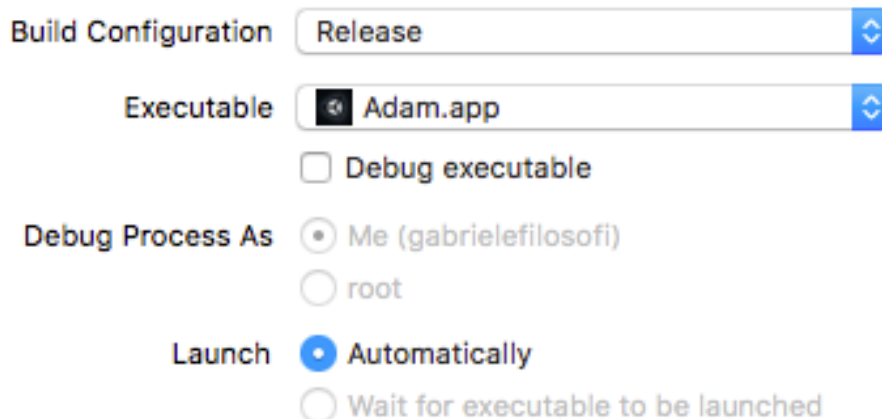 Build Configuration Release
Executable Adam.app
Debug executable
Debug Process As Me (gabrielefilosofi)
root
Launch Automatically
Wait for executable to be launched